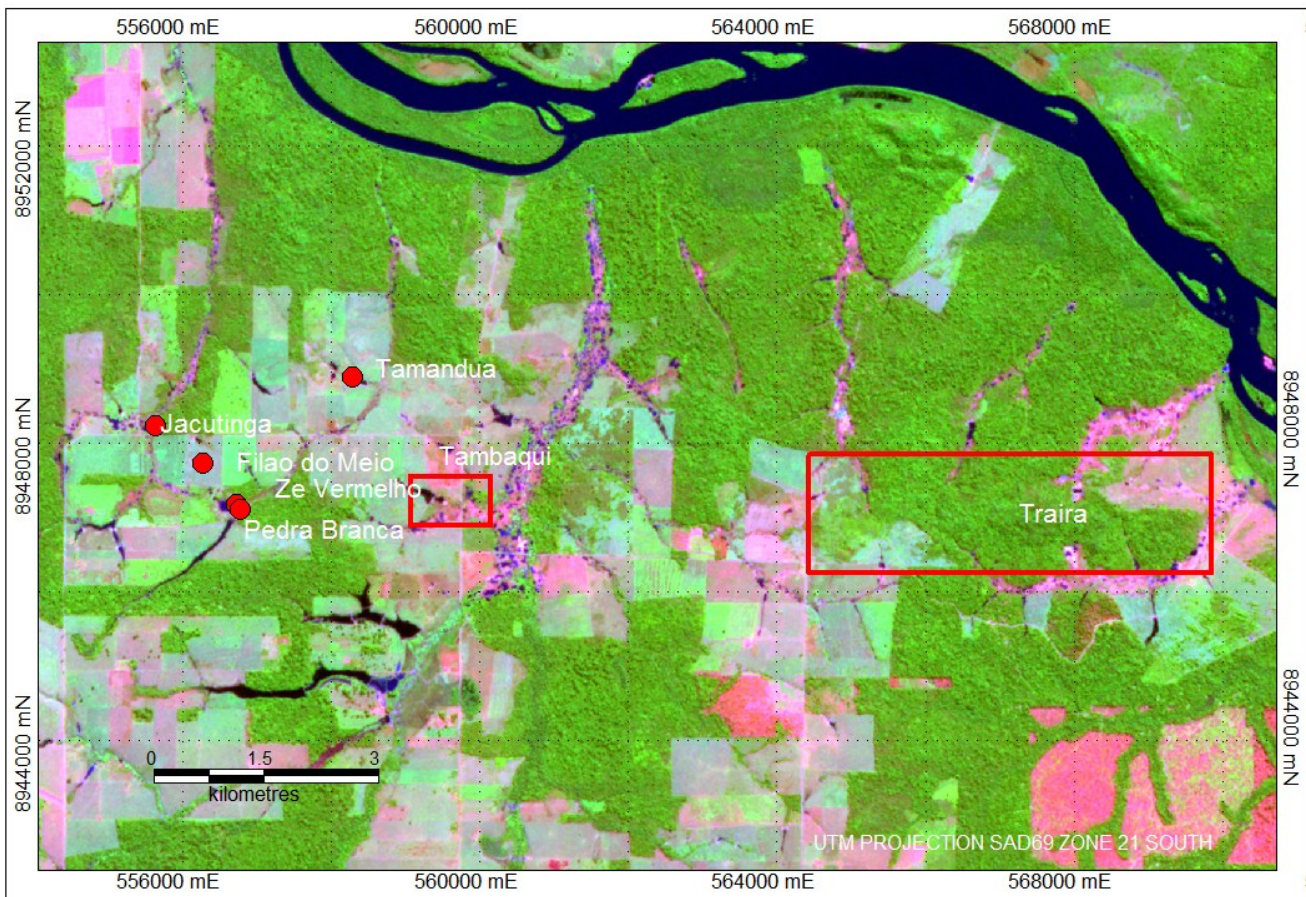 556000 mE 560000 mE 564000 mE 568000 mE
8952000 mN
Tamandua
8948000 mN
8948000 mN
Jacutinga
Filao do Meio
Tambaqui
Ze Vermelho
Pedra Branca
Traira
8944000 mN
8944000 mN
0 1.5 3
kilometres
UTM PROJECTION SAD69 ZONE 21 SOUTH
556000 mE 560000 mE 564000 mE 568000 mE